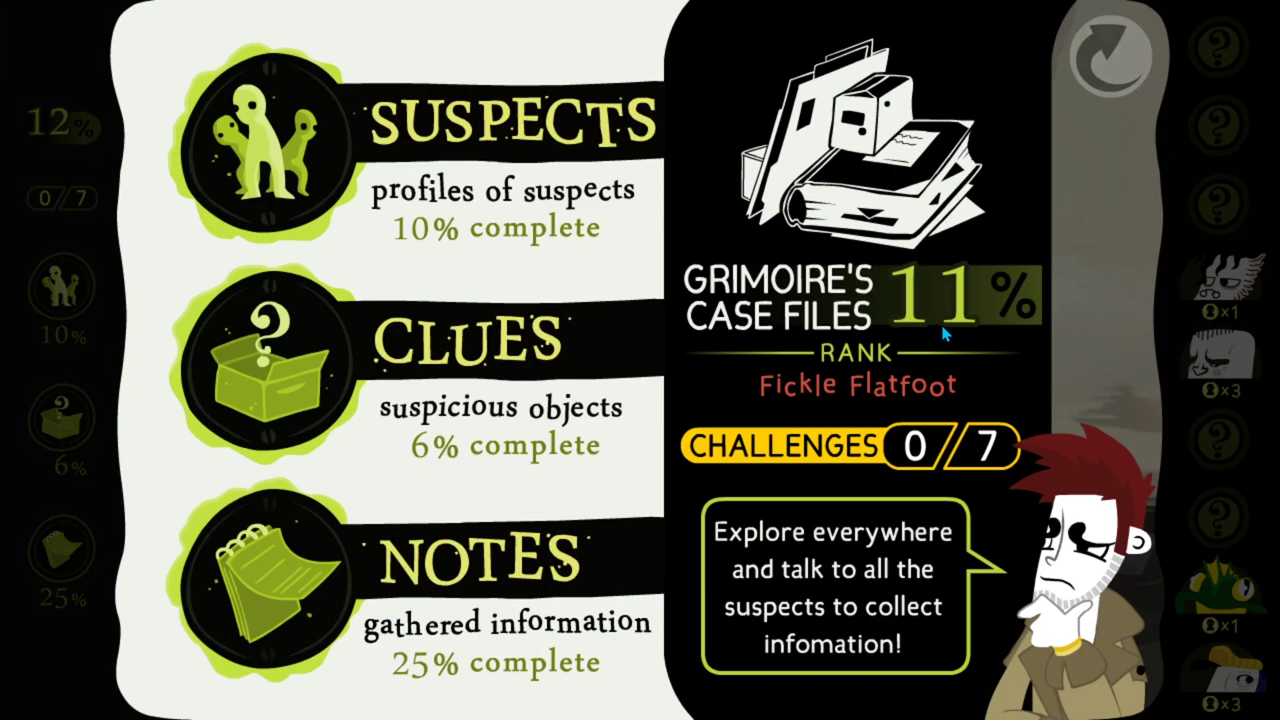 12%
0/7
10%
6%
25%
SUSPECTS
profiles of suspects
10% complete
CLUES
suspicious objects
6% complete
NOTES
gathered information
25% complete
GRIMOIRE'S
CASE FILES
11%
RANK
Fickle Flatfoot
CHALLENGES 0/7
Explore everywhere
and talk to all the
suspects to collect
infomation!
x1
x3
x1
x3